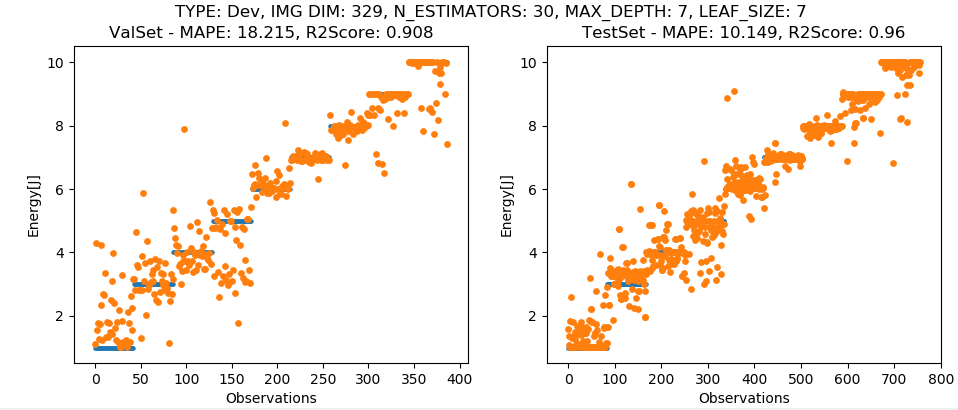 TYPE: Dev, IMG DIM: 329, N_ESTIMATORS: 30, MAX_DEPTH: 7, LEAF_SIZE: 7
ValSet - MAPE: 18.215, R2Score: 0.908
TestSet - MAPE: 10.149, R2Score: 0.96
10
8
6
4
2
Energy[J]
0 50 100 150 200 250 300 350 400
Observations
10
8
6
4
2
Energy[J]
0 100 200 300 400 500 600 700 800
Observations